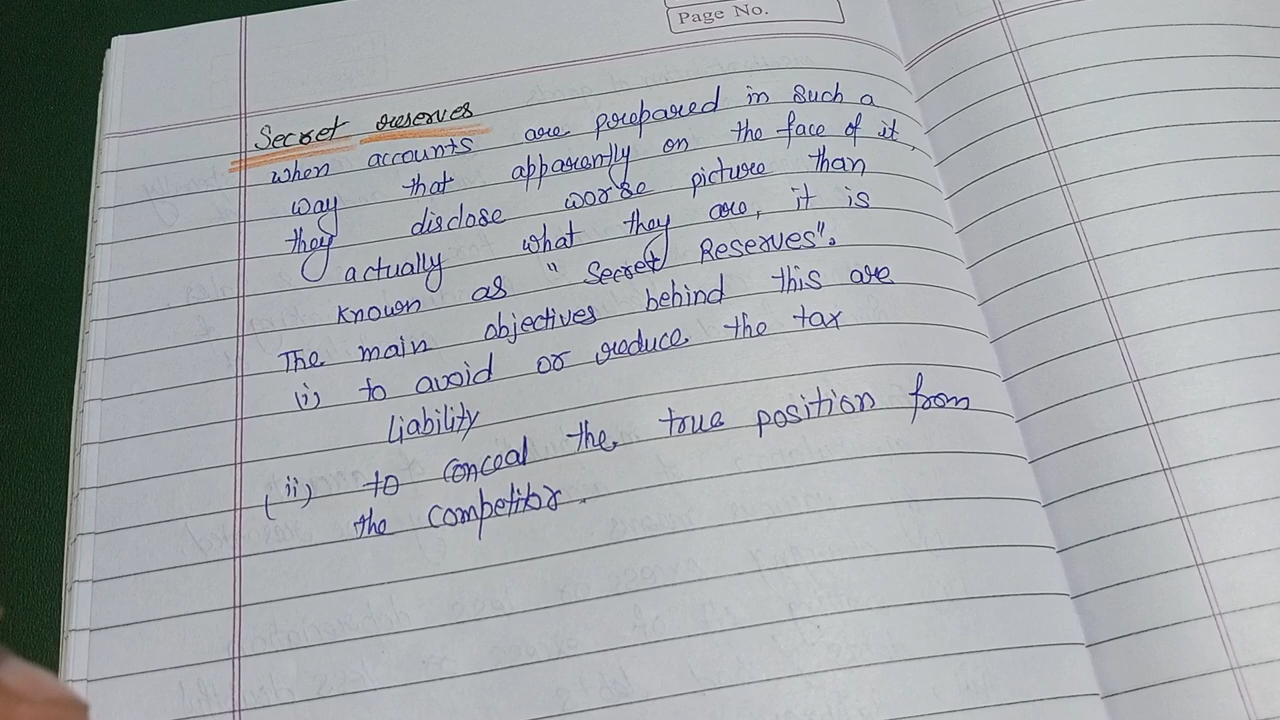 Page No.
Secret reserves
when accounts are prepared in such a
way that apparently on the face of it,
they disclose worse picture than
actually what they are, it is
known as "Secret Reserves".
The main objectives behind this are
(i) to avoid or reduce the tax
liability
(ii) to conceal the true position from
the competitor.